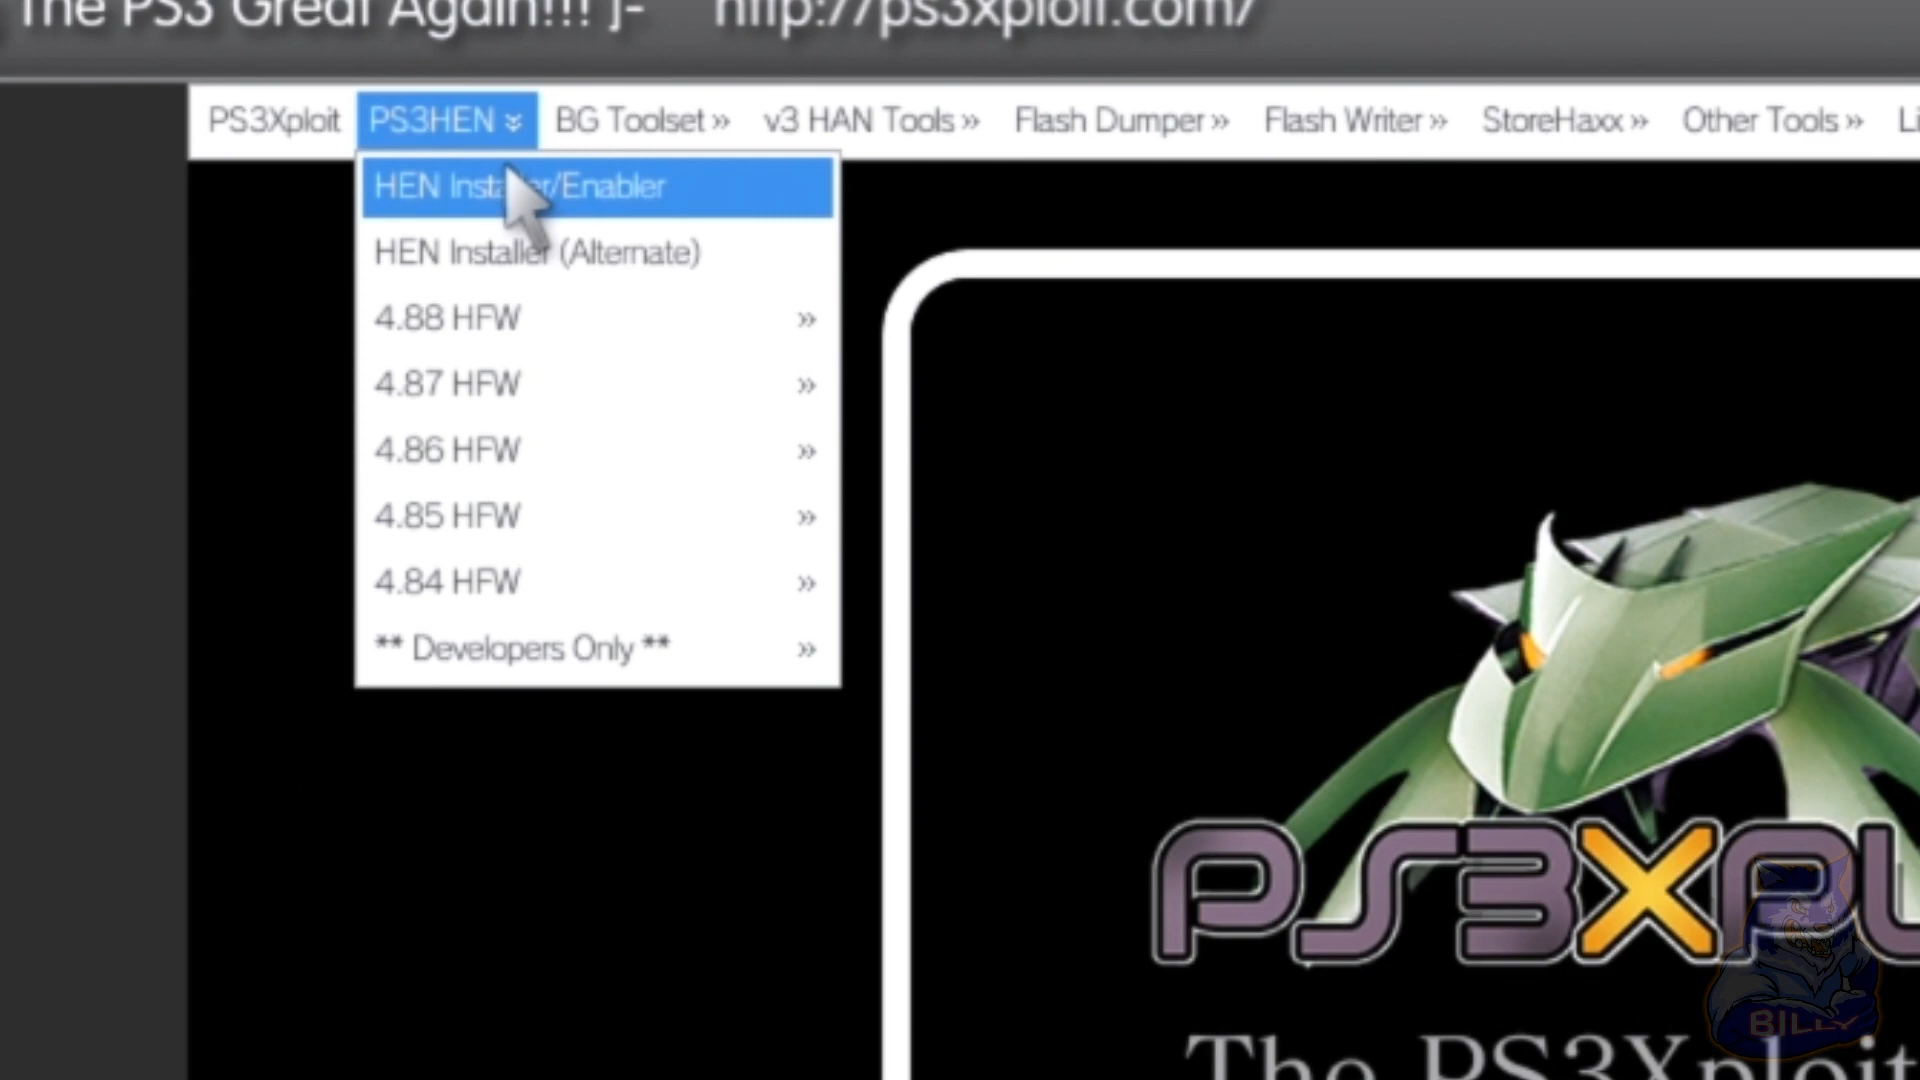 The PS3 Great Again!!! ]- http://ps3xploit.com/
PS3Xploit PS3HEN BG Toolset » v3 HAN Tools » Flash Dumper » Flash Writer » StoreHaxx » Other Tools » Li
HEN Installer/Enabler
HEN Installer (Alternate)
4.88 HFW »
4.87 HFW »
4.86 HFW »
4.85 HFW »
4.84 HFW »
** Developers Only ** »
PS3XPL
BILLY
The PS3Xploit